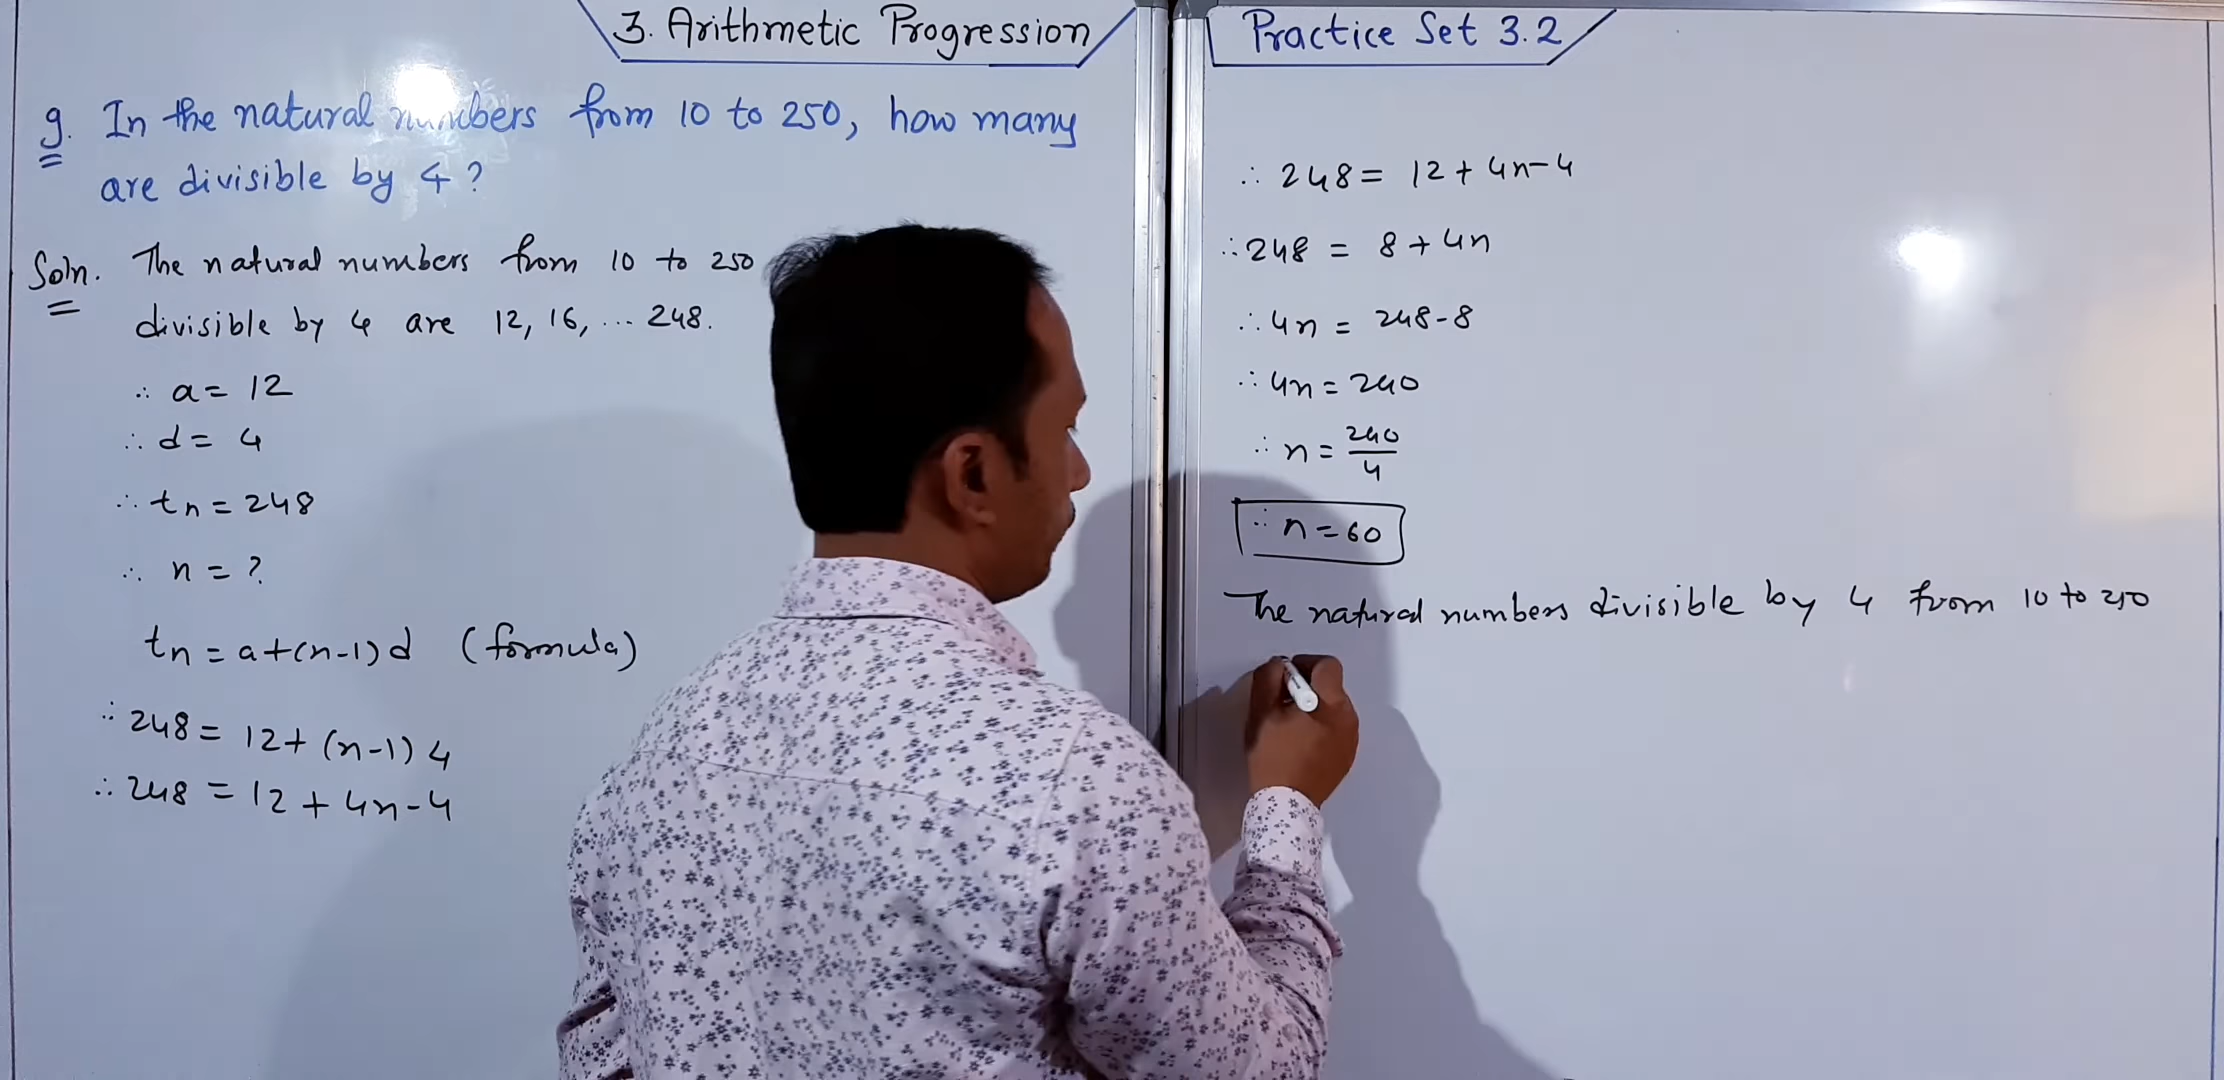 3. Arithmetic Progression
Practice Set 3.2
9. In the natural numbers from 10 to 250, how many
are divisible by 4 ?
Soln. The natural numbers from 10 to 250
divisible by 4 are 12, 16, ... 248.
∴ a = 12
∴ d = 4
∴ tn = 248
∴ n = ?
tn = a+(n-1)d (formula)
∴ 248 = 12+ (n-1) 4
∴ 248 = 12 + 4n-4
∴ 248 = 12 + 4n-4
∴ 248 = 8 + 4n
∴ 4n = 248-8
∴ 4n = 240
∴ n = 240/4
∴ n = 60
The natural numbers divisible by 4 from 10 to 250